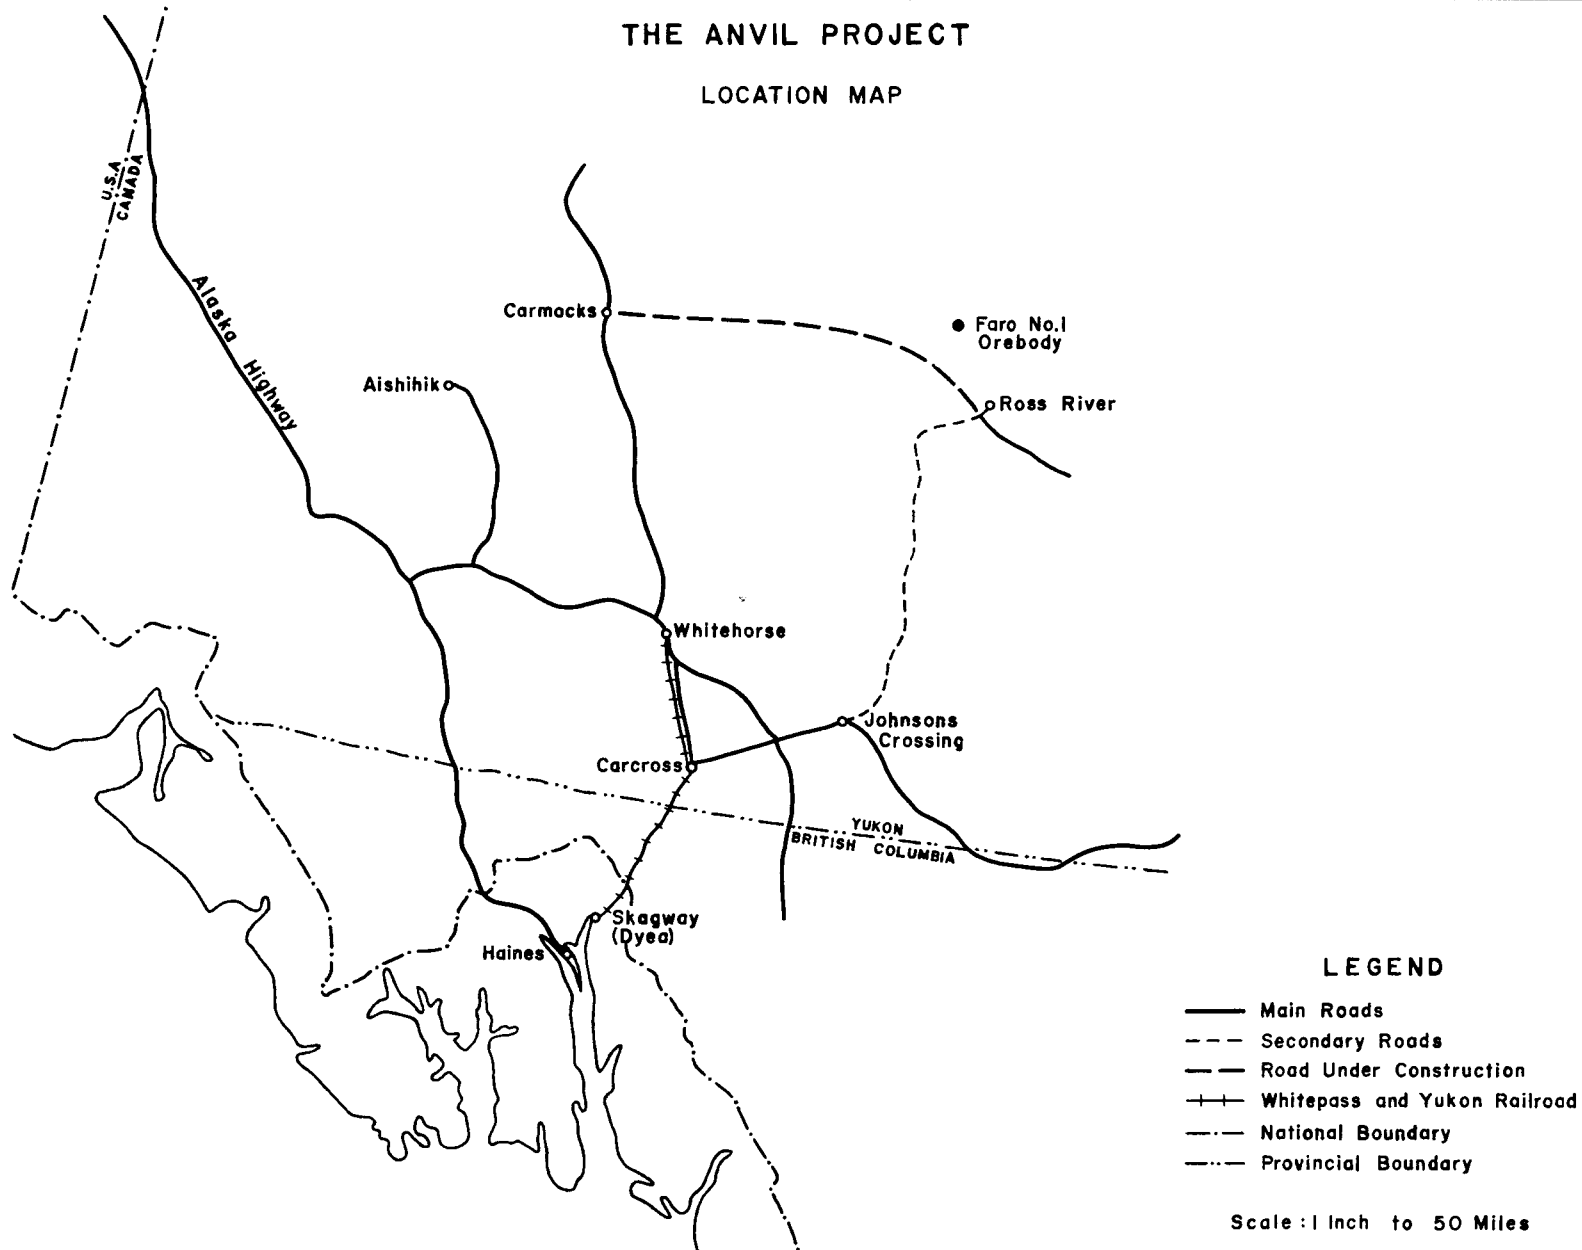 THE ANVIL PROJECT
LOCATION MAP
U.S.A
CANADA
Alaska Highway
Carmacks
Faro No.1
Orebody
Aishihik
Ross River
Whitehorse
Johnsons
Crossing
Carcross
YUKON
BRITISH COLUMBIA
Skagway
(Dyea)
Haines
LEGEND
Main Roads
Secondary Roads
Road Under Construction
Whitepass and Yukon Railroad
National Boundary
Provincial Boundary
Scale : 1 Inch to 50 Miles